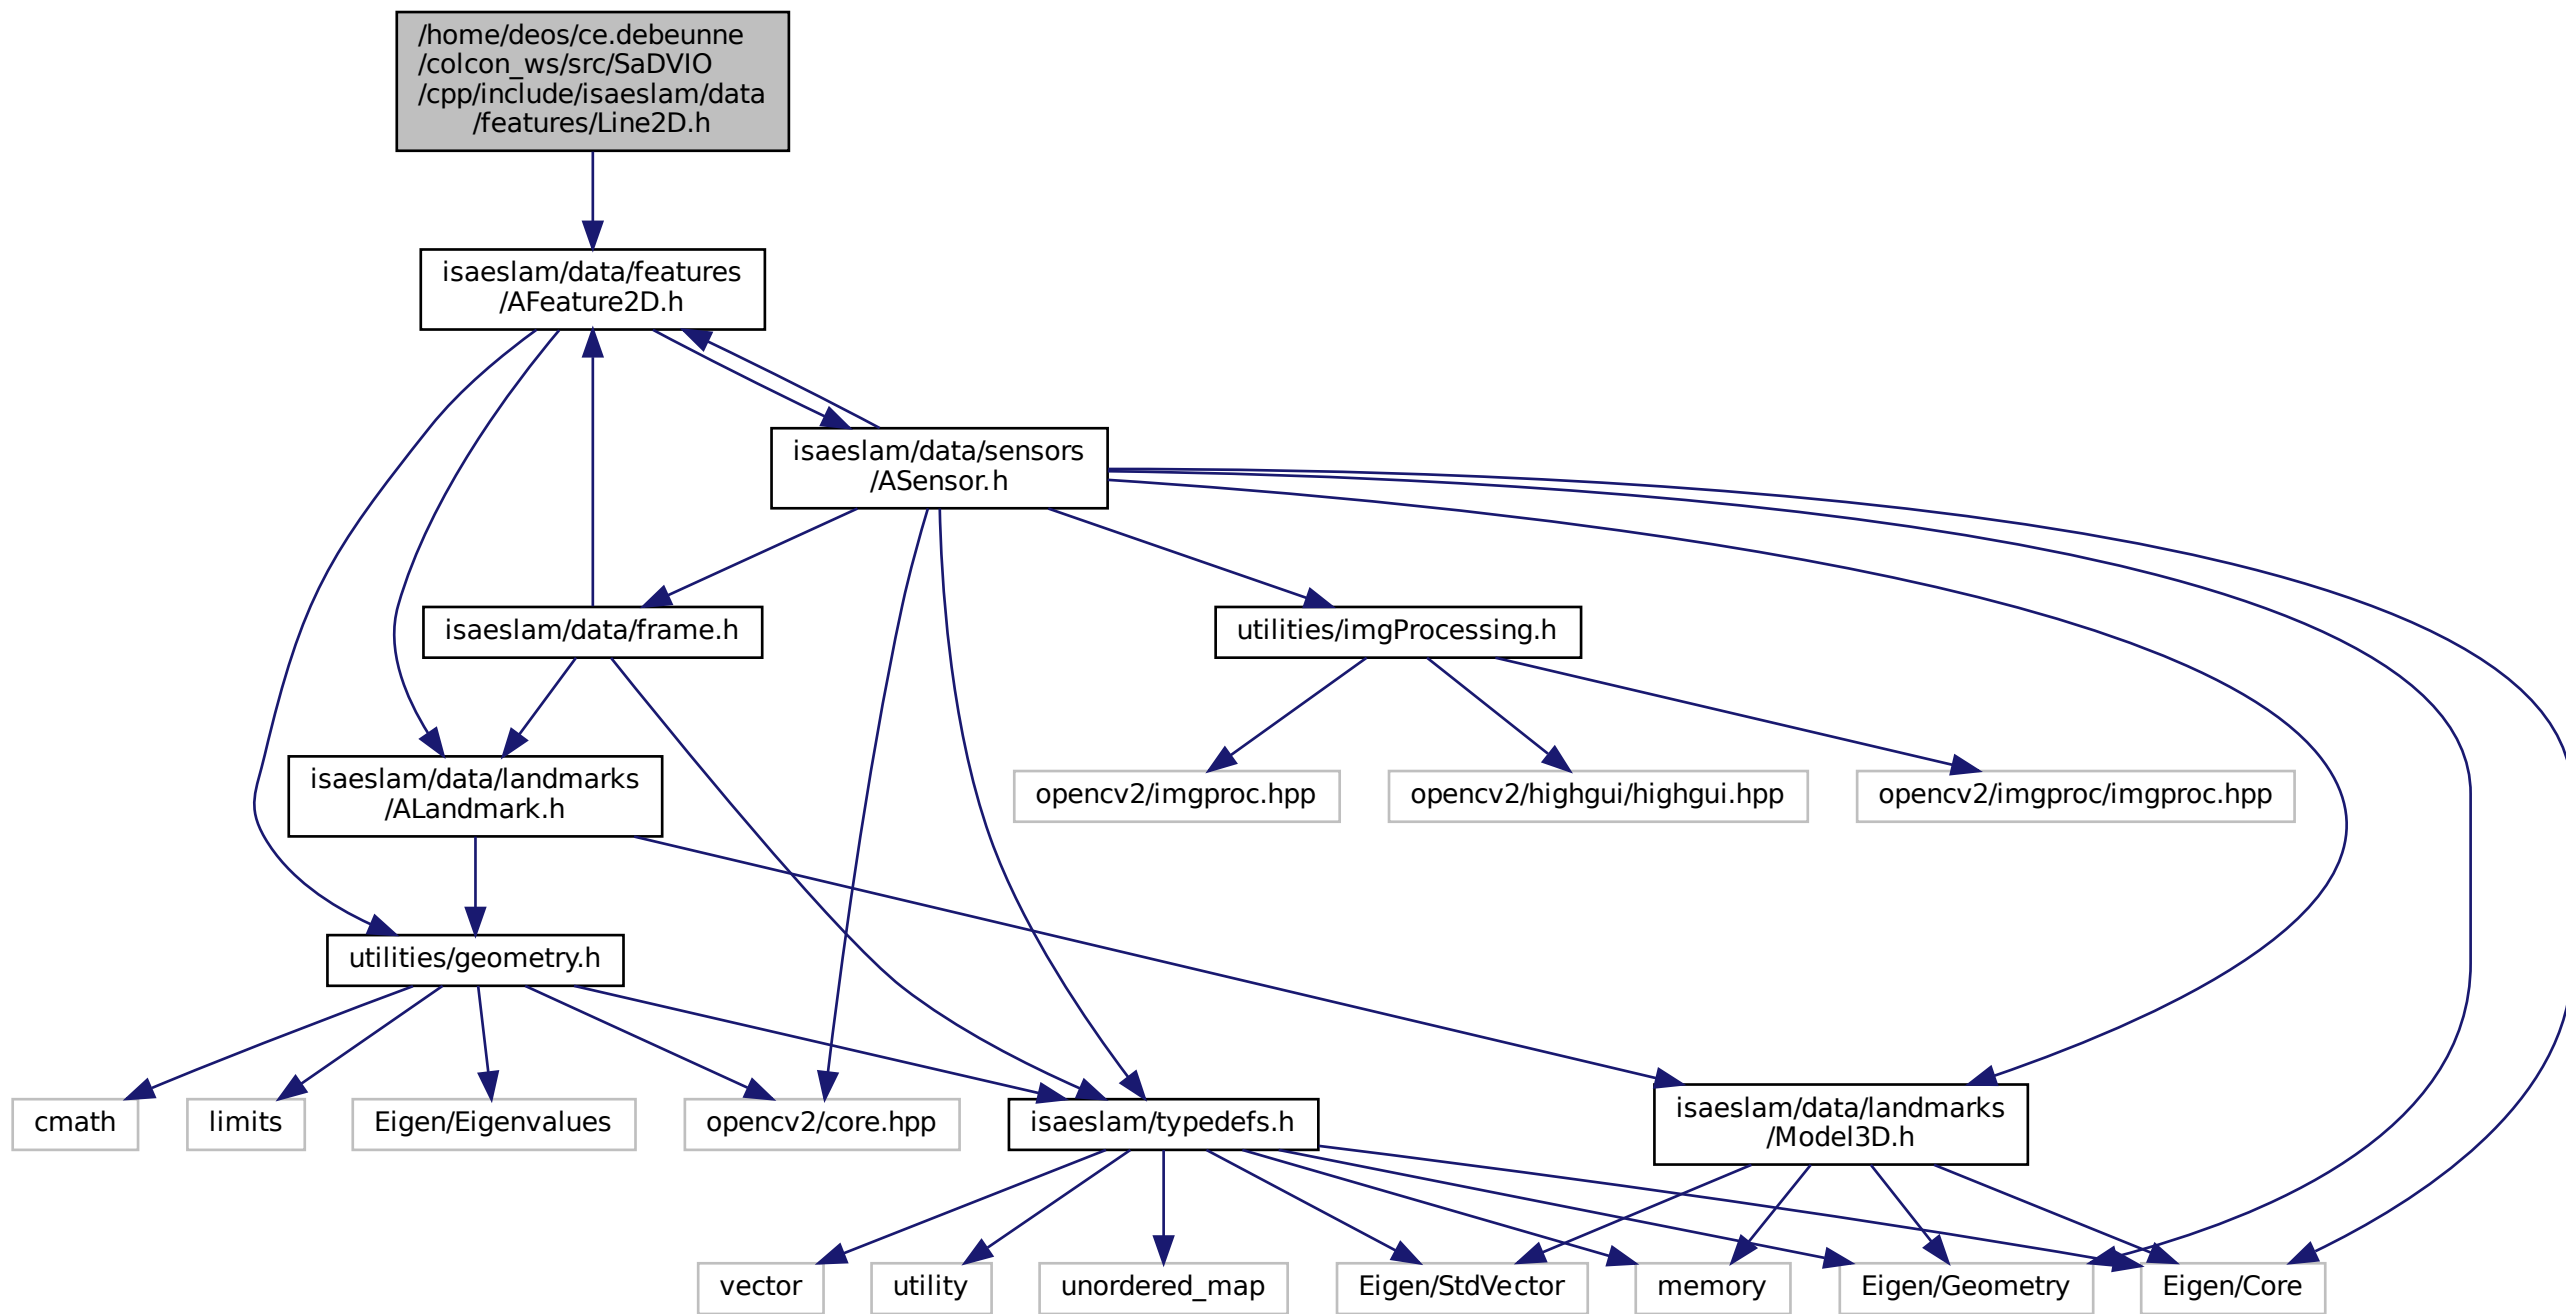 /home/deos/ce.debeunne
/colcon_ws/src/SaDVIO
/cpp/include/isaeslam/data
/features/Line2D.h
isaeslam/data/features
/AFeature2D.h
isaeslam/data/sensors
/ASensor.h
isaeslam/data/frame.h
utilities/imgProcessing.h
isaeslam/data/landmarks
/ALandmark.h
opencv2/imgproc.hpp
opencv2/highgui/highgui.hpp
opencv2/imgproc/imgproc.hpp
utilities/geometry.h
cmath
limits
Eigen/Eigenvalues
opencv2/core.hpp
isaeslam/typedefs.h
isaeslam/data/landmarks
/Model3D.h
vector
utility
unordered_map
Eigen/StdVector
memory
Eigen/Geometry
Eigen/Core